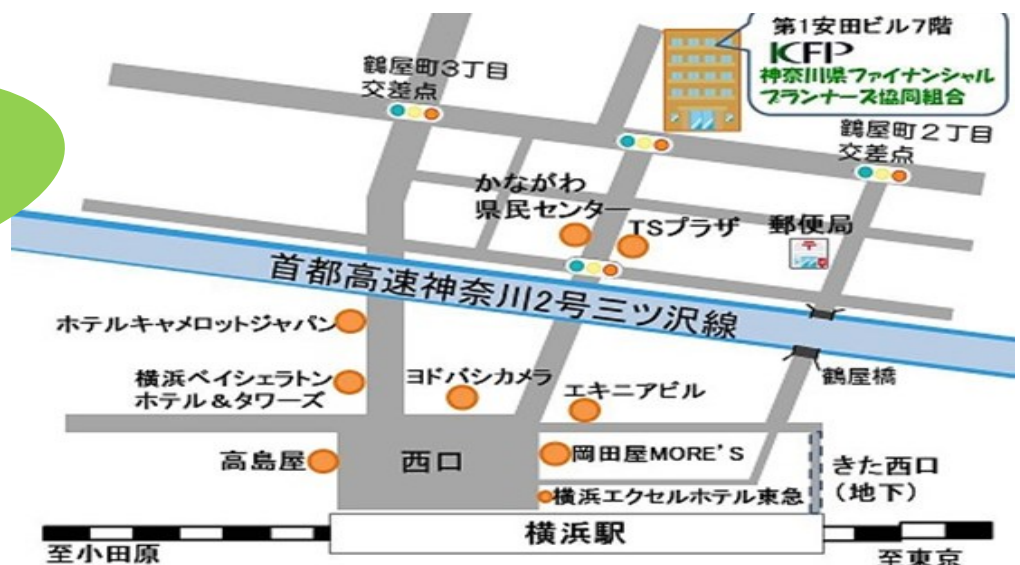 第1安田ビル7階
KFP
神奈川県ファイナンシャル
プランナーズ協同組合
鶴屋町3丁目
交差点
鶴屋町2丁目
交差点
かながわ
県民センター
TSプラザ
郵便局
〒
首都高速神奈川2号三ツ沢線
ホテルキャメロットジャパン
横浜ベイシェラトン
ホテル&タワーズ
ヨドバシカメラ
エキニアビル
鶴屋橋
高島屋
西口
岡田屋MORE'S
横浜エクセルホテル東急
きた西口
(地下)
横浜駅
至小田原
至東京